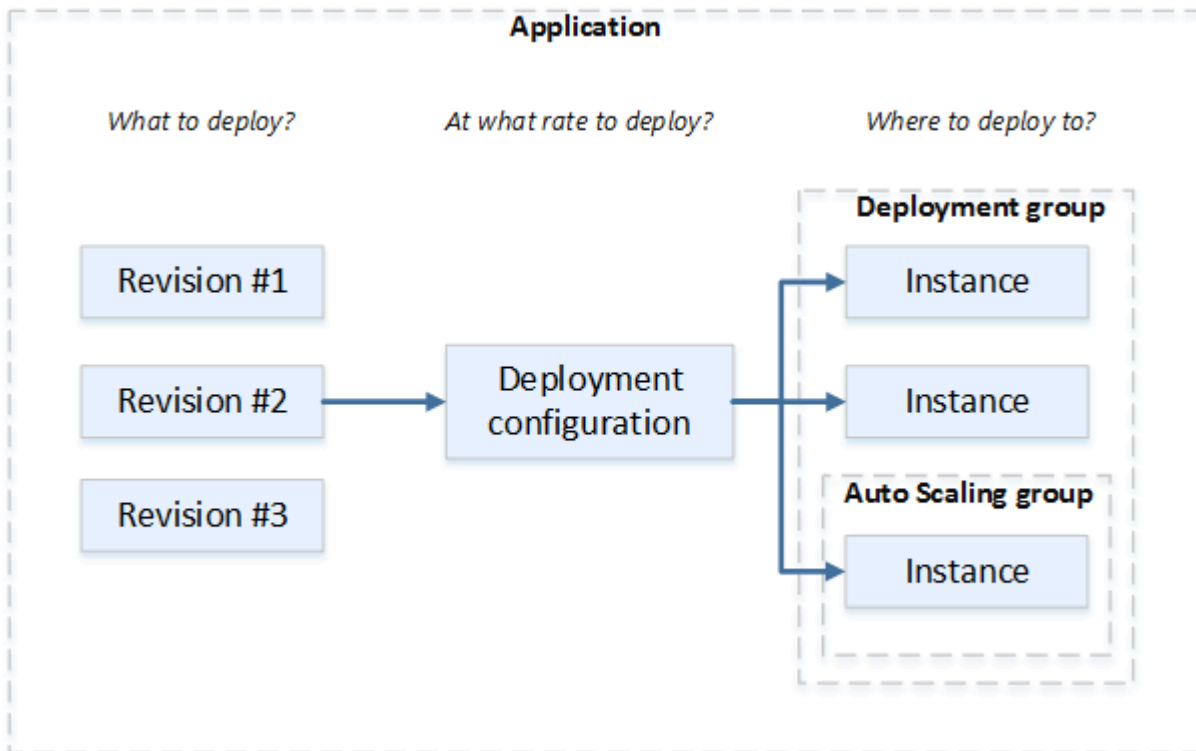 Application
What to deploy?
At what rate to deploy?
Where to deploy to?
Deployment group
Revision #1
Instance
Revision #2
Deployment
configuration
Instance
Auto Scaling group
Revision #3
Instance